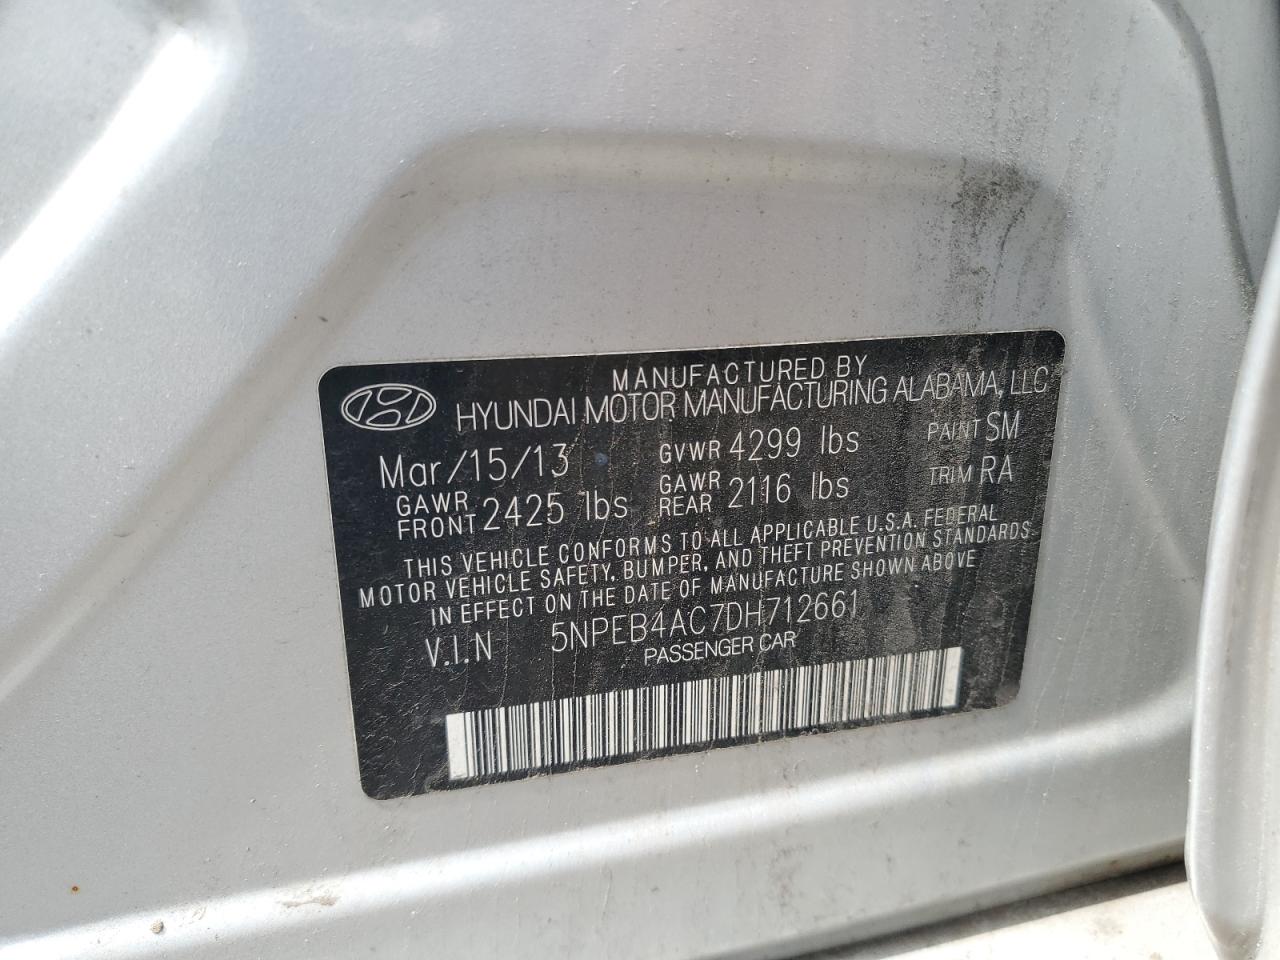 MANUFACTURED BY
HYUNDAI MOTOR MANUFACTURING ALABAMA, LLC
Mar/15/13 GVWR 4299 lbs PAINT SM
GAWR FRONT 2425 lbs GAWR REAR 2116 lbs TRIM RA
THIS VEHICLE CONFORMS TO ALL APPLICABLE U.S.A. FEDERAL
MOTOR VEHICLE SAFETY, BUMPER, AND THEFT PREVENTION STANDARDS
IN EFFECT ON THE DATE OF MANUFACTURE SHOWN ABOVE
V.I.N 5NPEB4AC7DH712661
PASSENGER CAR